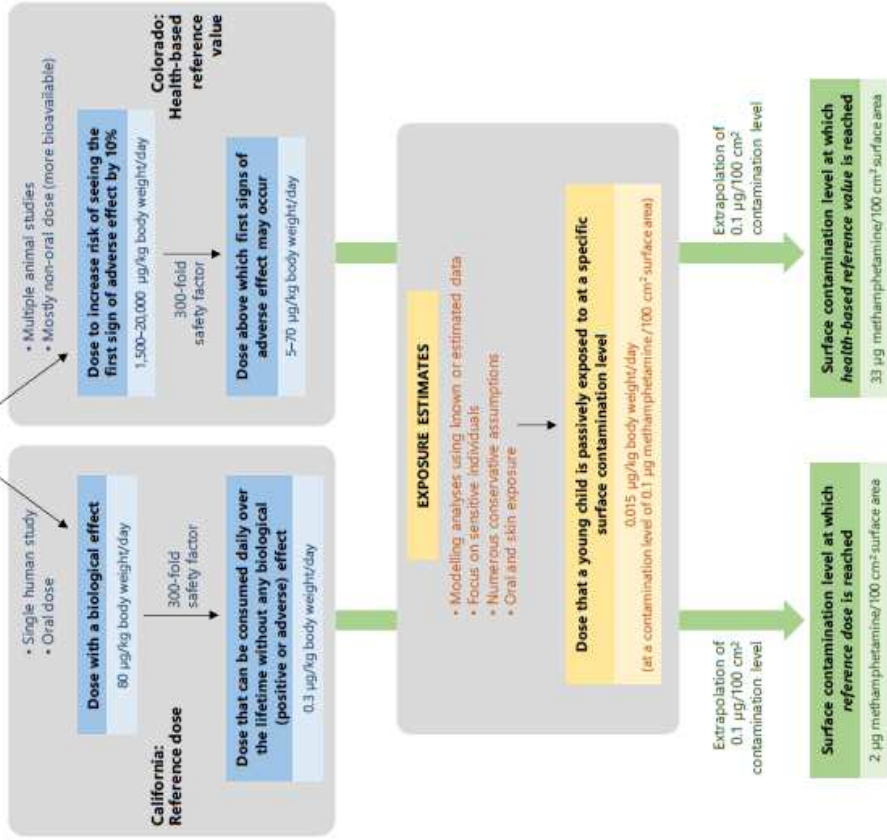 • Single human study
• Oral dose
Dose with a biological effect
80 µg/kg body weight/day
300-fold
safety factor
California:
Reference dose
Dose that can be consumed daily over
the lifetime without any biological
(positive or adverse) effect
0.3 µg/kg body weight/day
• Multiple animal studies
• Mostly non-oral dose (more bioavailable)
Dose to increase risk of seeing the
first sign of adverse effect by 10%
1,500–20,000 µg/kg body weight/day
300-fold
safety factor
Colorado:
Health-based
reference
value
Dose above which first signs of
adverse effect may occur
5–70 µg/kg body weight/day
EXPOSURE ESTIMATES
• Modelling analyses using known or estimated data
• Focus on sensitive individuals
• Numerous conservative assumptions
• Oral and skin exposure
Dose that a young child is passively exposed to at a specific
surface contamination level
0.015 µg/kg body weight/day
(at a contamination level of 0.1 µg methamphetamine/100 cm² surface area)
Extrapolation of
0.1 µg/100 cm²
contamination level
Extrapolation of
0.1 µg/100 cm²
contamination level
Surface contamination level at which
reference dose is reached
2 µg methamphetamine/100 cm² surface area
Surface contamination level at which
health-based reference value is reached
33 µg methamphetamine/100 cm² surface area